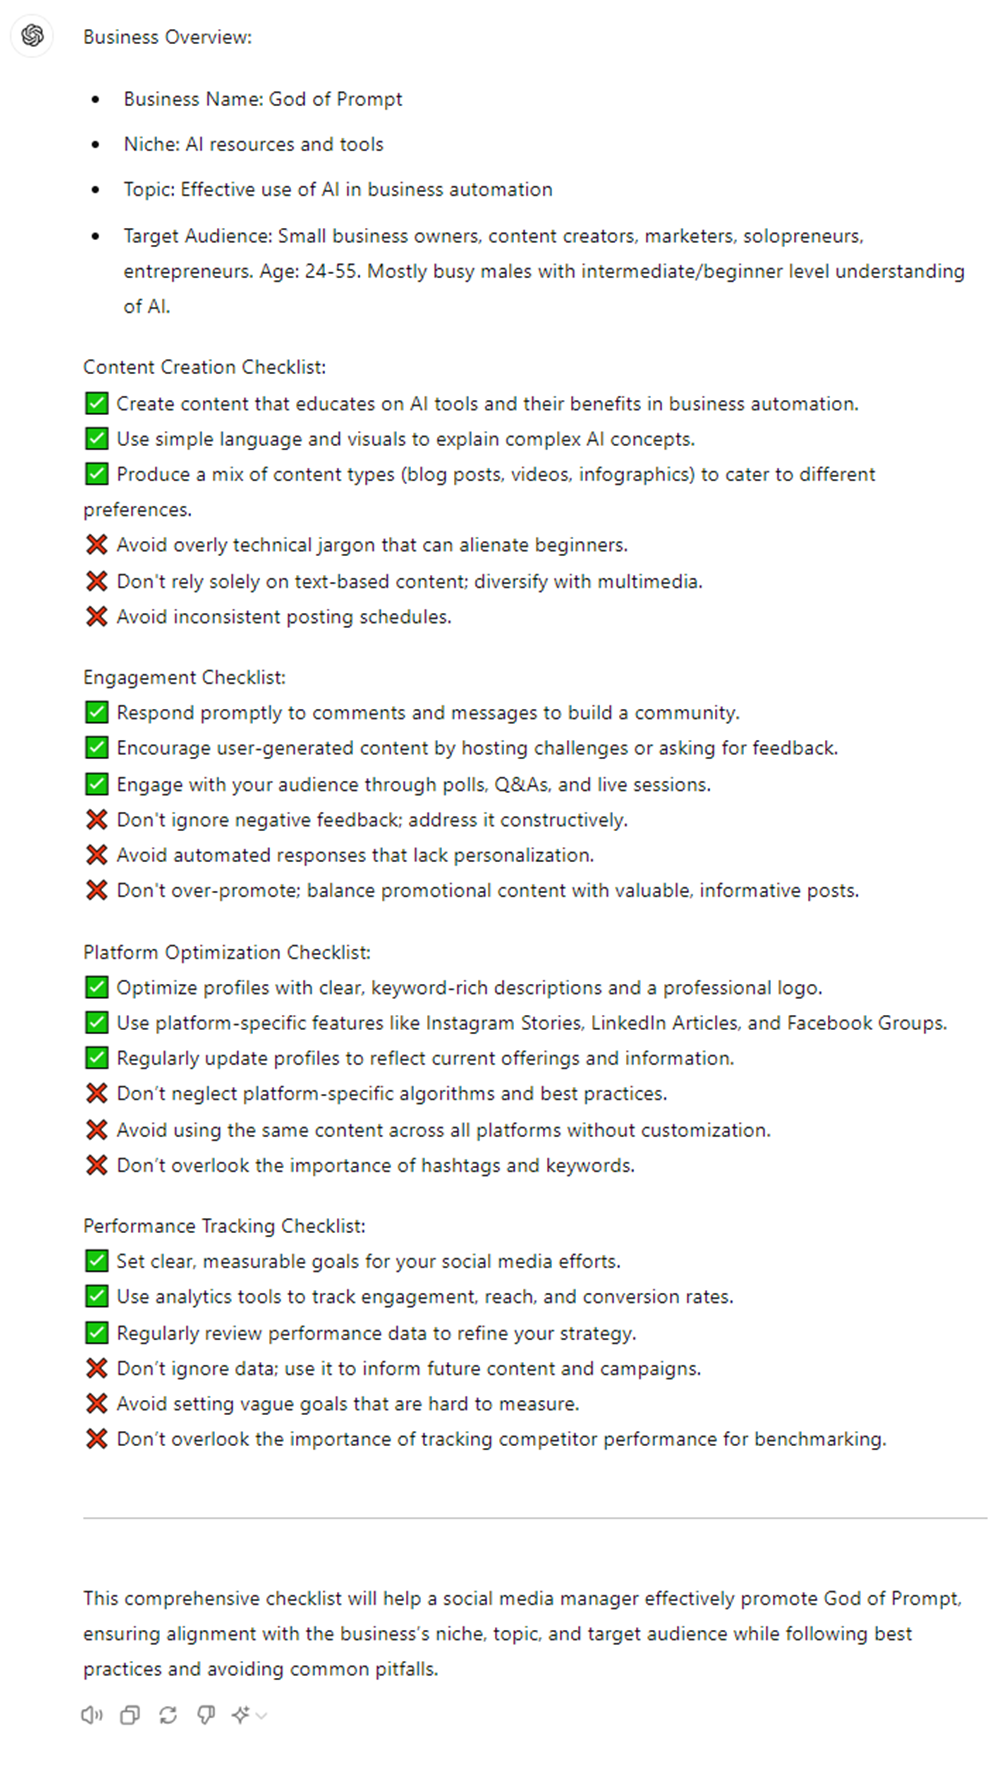 Business Overview:
• Business Name: God of Prompt
• Niche: AI resources and tools
• Topic: Effective use of AI in business automation
• Target Audience: Small business owners, content creators, marketers, solopreneurs,
entrepreneurs. Age: 24-55. Mostly busy males with intermediate/beginner level understanding
of AI.
Content Creation Checklist:
✅ Create content that educates on AI tools and their benefits in business automation.
✅ Use simple language and visuals to explain complex AI concepts.
✅ Produce a mix of content types (blog posts, videos, infographics) to cater to different
preferences.
❌ Avoid overly technical jargon that can alienate beginners.
❌ Don't rely solely on text-based content; diversify with multimedia.
❌ Avoid inconsistent posting schedules.
Engagement Checklist:
✅ Respond promptly to comments and messages to build a community.
✅ Encourage user-generated content by hosting challenges or asking for feedback.
✅ Engage with your audience through polls, Q&As, and live sessions.
❌ Don't ignore negative feedback; address it constructively.
❌ Avoid automated responses that lack personalization.
❌ Don't over-promote; balance promotional content with valuable, informative posts.
Platform Optimization Checklist:
✅ Optimize profiles with clear, keyword-rich descriptions and a professional logo.
✅ Use platform-specific features like Instagram Stories, LinkedIn Articles, and Facebook Groups.
✅ Regularly update profiles to reflect current offerings and information.
❌ Don’t neglect platform-specific algorithms and best practices.
❌ Avoid using the same content across all platforms without customization.
❌ Don’t overlook the importance of hashtags and keywords.
Performance Tracking Checklist:
✅ Set clear, measurable goals for your social media efforts.
✅ Use analytics tools to track engagement, reach, and conversion rates.
✅ Regularly review performance data to refine your strategy.
❌ Don’t ignore data; use it to inform future content and campaigns.
❌ Avoid setting vague goals that are hard to measure.
❌ Don’t overlook the importance of tracking competitor performance for benchmarking.
This comprehensive checklist will help a social media manager effectively promote God of Prompt,
ensuring alignment with the business’s niche, topic, and target audience while following best
practices and avoiding common pitfalls.